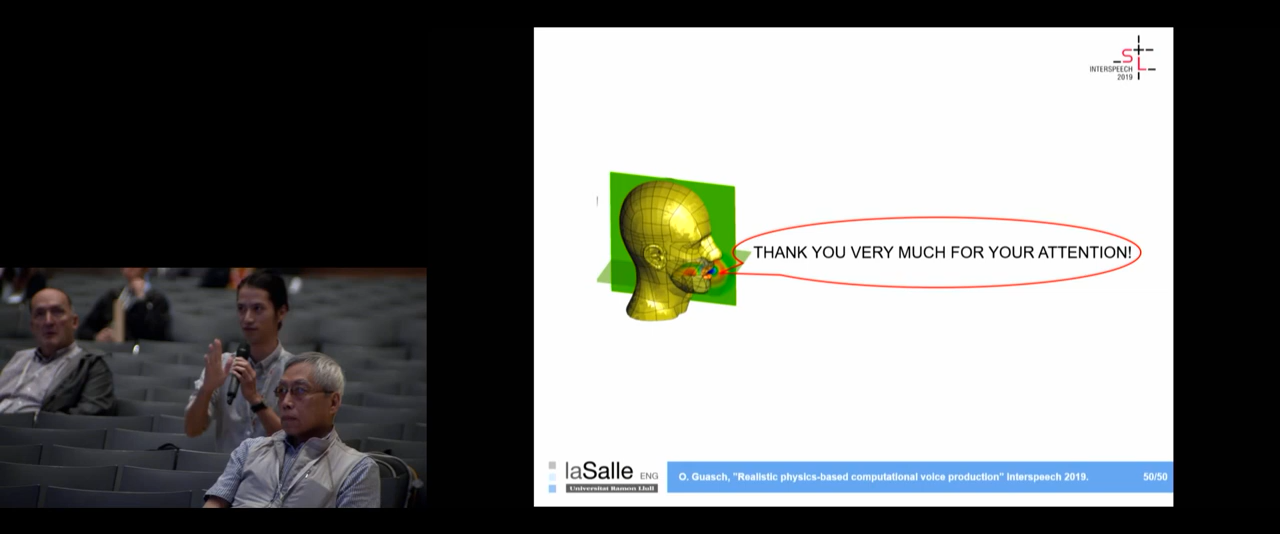 S
L
INTERSPEECH
2019
THANK YOU VERY MUCH FOR YOUR ATTENTION!
laSalle ENG
Universitat Ramon Llull
O. Guasch, "Realistic physics-based computational voice production" Interspeech 2019.
50/50